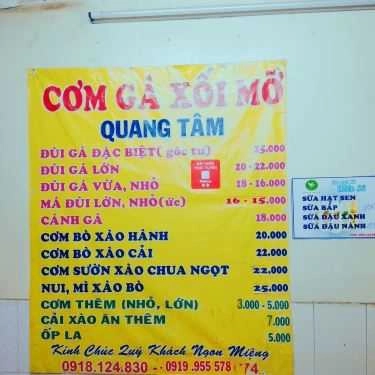 CƠM GÀ XỐI MỠ
QUANG TÂM
ĐÙI GÀ ĐẶC BIỆT( góc tư) 25.000
ĐÙI GÀ LỚN 20 - 22.000
ĐÙI GÀ VỪA, NHỎ 18 - 16.000
MÁ ĐÙI LỚN, NHỎ(ức) 16 - 15.000
CÁNH GÀ 18.000
CƠM BÒ XÀO HÀNH 20.000
CƠM BÒ XÀO CẢI 22.000
CƠM SƯỜN XÀO CHUA NGỌT 22,000
NUI, MÌ XÀO BÒ 25.000
CƠM THÊM (NHỎ, LỚN) 3.000 - 5.000
CẢI XÀO ĂN THÊM 7.000
ỐP LA 5.000
Kính Chúc Quý Khách Ngon Miệng
0918.124.830 - 0919.955 578 74
SỮA HẠT SEN
SỮA BẮP
SỮA ĐẬU XANH
SỮA ĐẬU NÀNH